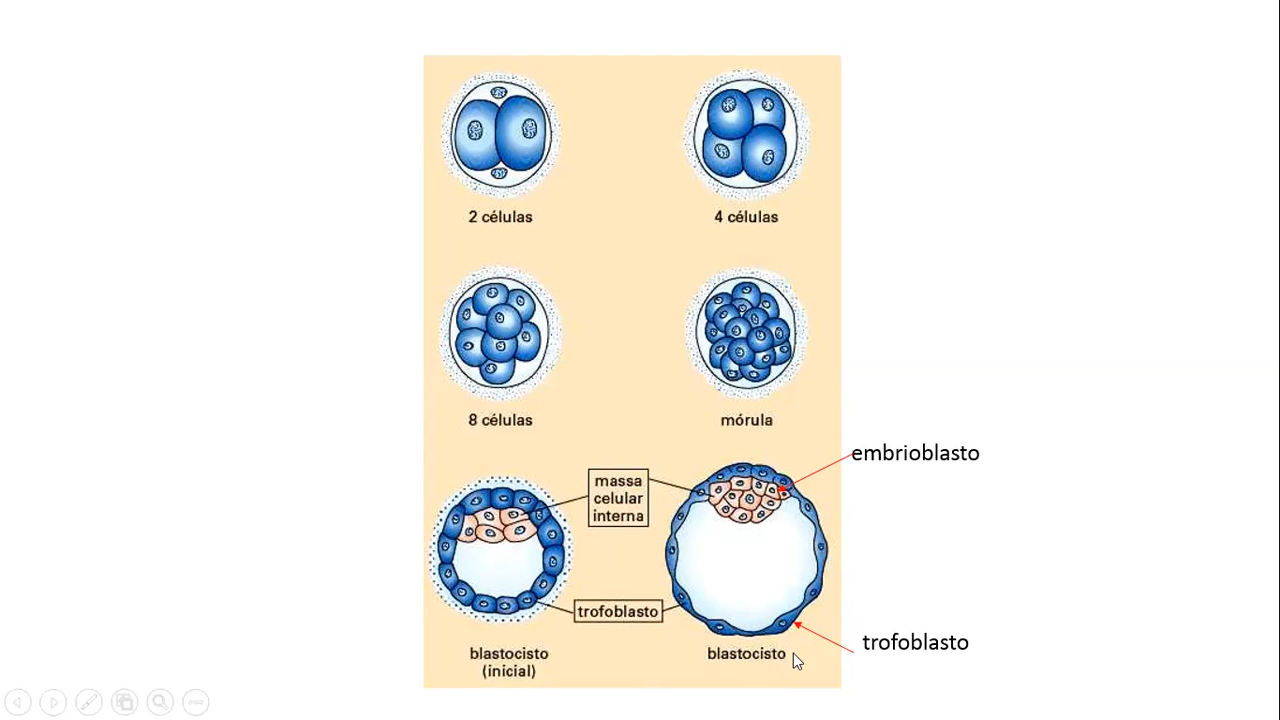 2 células
4 células
8 células
mórula
embrioblasto
massa
celular
interna
trofoblasto
trofoblasto
blastocisto
(inicial)
blastocisto